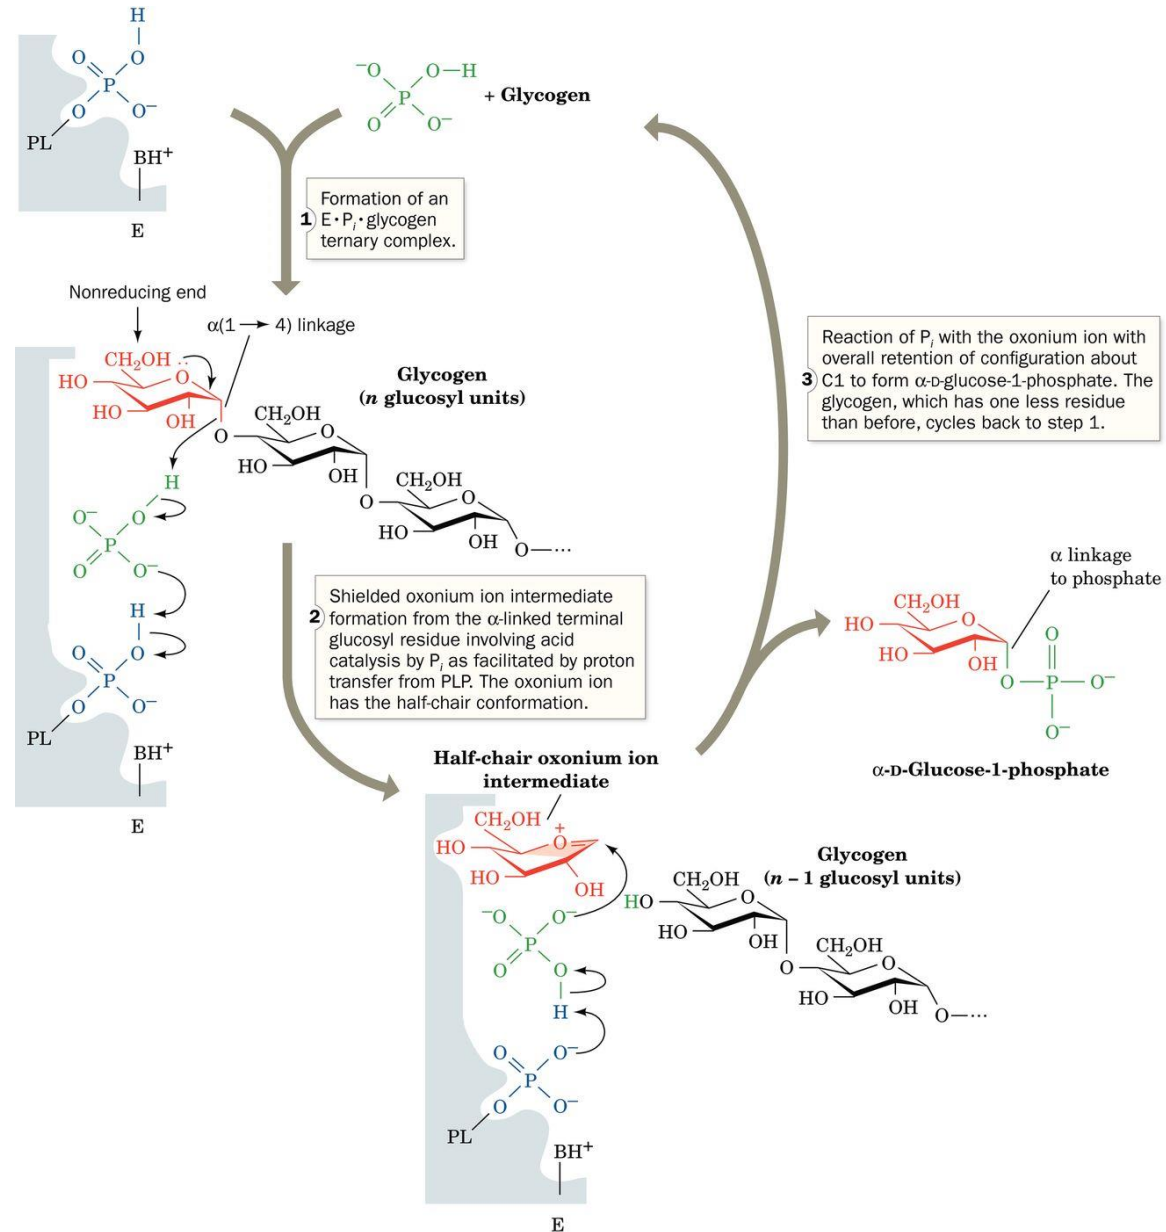 H
O
O
P
O
O⁻
PL
BH⁺
E
⁻O
O—H
P
O
O⁻
+ Glycogen
1
Formation of an
E·Pᵢ·glycogen
ternary complex.
Nonreducing end
α(1 → 4) linkage
CH₂OH
O
HO
HO
OH
O
Glycogen
(n glucosyl units)
CH₂OH
O
HO
OH
O
CH₂OH
O
HO
OH
O—···
H
O⁻
O
P
O
O⁻
H
O
O
P
O
O⁻
PL
BH⁺
E
2
Shielded oxonium ion intermediate
formation from the α-linked terminal
glucosyl residue involving acid
catalysis by Pᵢ as facilitated by proton
transfer from PLP. The oxonium ion
has the half-chair conformation.
3
Reaction of Pᵢ with the oxonium ion with
overall retention of configuration about
C1 to form α-D-glucose-1-phosphate. The
glycogen, which has one less residue
than before, cycles back to step 1.
α linkage
to phosphate
CH₂OH
O
HO
HO
OH
O
O
P
O⁻
O⁻
α-D-Glucose-1-phosphate
Half-chair oxonium ion
intermediate
CH₂OH
+
O
HO
HO
OH
⁻O
O⁻
P
O
O
H
O
O⁻
P
O
O⁻
PL
BH⁺
E
Glycogen
(n – 1 glucosyl units)
CH₂OH
O
HO
HO
OH
O
CH₂OH
O
HO
OH
O—···